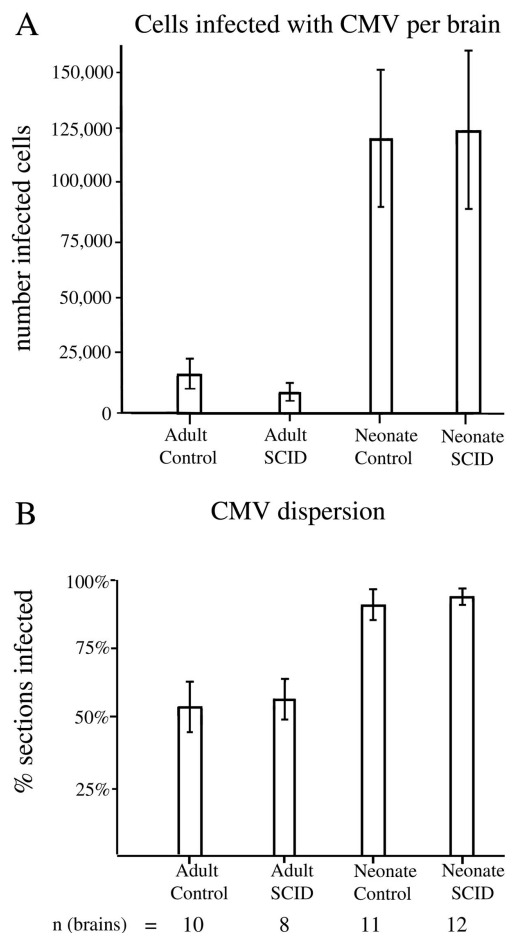 A Cells infected with CMV per brain
number infected cells
150,000
125,000
100,000
75,000
50,000
25,000
0
Adult Control
Adult SCID
Neonate Control
Neonate SCID
B CMV dispersion
% sections infected
100%
75%
50%
25%
Adult Control
Adult SCID
Neonate Control
Neonate SCID
n (brains) = 10 8 11 12